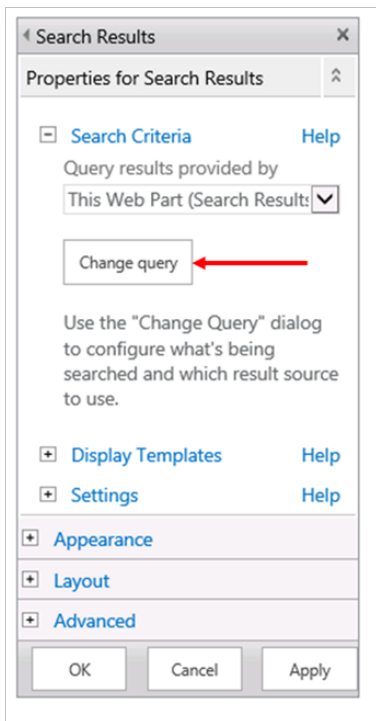 Search Results
Properties for Search Results
Search Criteria Help
Query results provided by
This Web Part (Search Results
Change query
Use the "Change Query" dialog
to configure what's being
searched and which result source
to use.
Display Templates Help
Settings Help
Appearance
Layout
Advanced
OK Cancel Apply